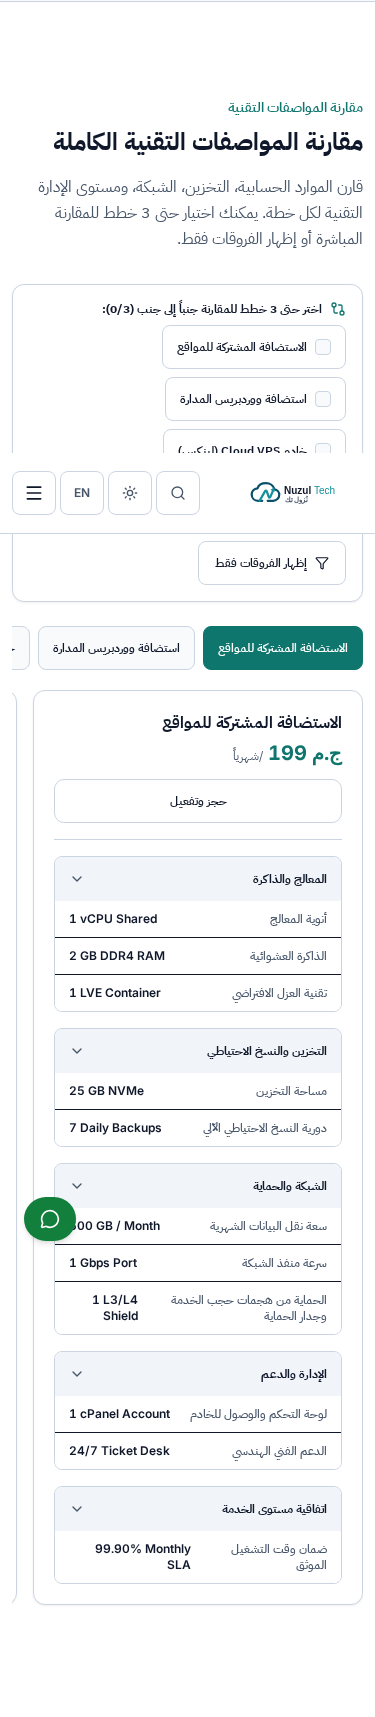 مقارنة المواصفات التقنية
مقارنة المواصفات التقنية الكاملة
قارن الموارد الحسابية، التخزين، الشبكة، ومستوى الإدارة
التقنية لكل خطة. يمكنك اختيار حتى 3 خطط للمقارنة
المباشرة أو إظهار الفروقات فقط.
اختر حتى 3 خطط للمقارنة جنباً إلى جنب (0/3):
الاستضافة المشتركة للمواقع
استضافة ووردبريس المدارة
خادم Cloud VPS (لينكس)
Nuzul Tech
نُزول تك
EN
إظهار الفروقات فقط
الاستضافة المشتركة للمواقع
استضافة ووردبريس المدارة
الاستضافة المشتركة للمواقع
ج.م 199 /شهرياً
حجز وتفعيل
المعالج والذاكرة
أنوية المعالج 1 vCPU Shared
الذاكرة العشوائية 2 GB DDR4 RAM
تقنية العزل الافتراضي 1 LVE Container
التخزين والنسخ الاحتياطي
مساحة التخزين 25 GB NVMe
دورية النسخ الاحتياطي الآلي 7 Daily Backups
الشبكة والحماية
سعة نقل البيانات الشهرية 00 GB / Month
سرعة منفذ الشبكة 1 Gbps Port
الحماية من هجمات حجب الخدمة 1 L3/L4
وجدار الحماية Shield
الإدارة والدعم
لوحة التحكم والوصول للخادم 1 cPanel Account
الدعم الفني الهندسي 24/7 Ticket Desk
اتفاقية مستوى الخدمة
ضمان وقت التشغيل 99.90% Monthly
الموثق SLA